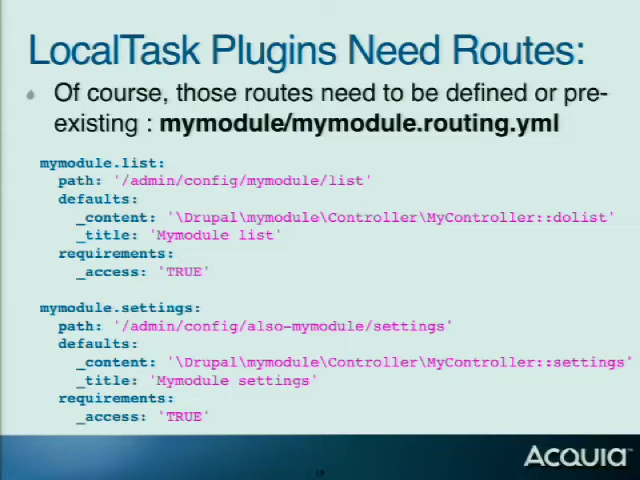 LocalTask Plugins Need Routes:
Of course, those routes need to be defined or pre-
existing : mymodule/mymodule.routing.yml
mymodule.list:
path: '/admin/config/mymodule/list'
defaults:
_content: '\Drupal\mymodule\Controller\MyController::dolist'
_title: 'Mymodule list'
requirements:
_access: 'TRUE'
mymodule.settings:
path: '/admin/config/also-mymodule/settings'
defaults:
_content: '\Drupal\mymodule\Controller\MyController::settings'
_title: 'Mymodule settings'
requirements:
_access: 'TRUE'
ACQUIA